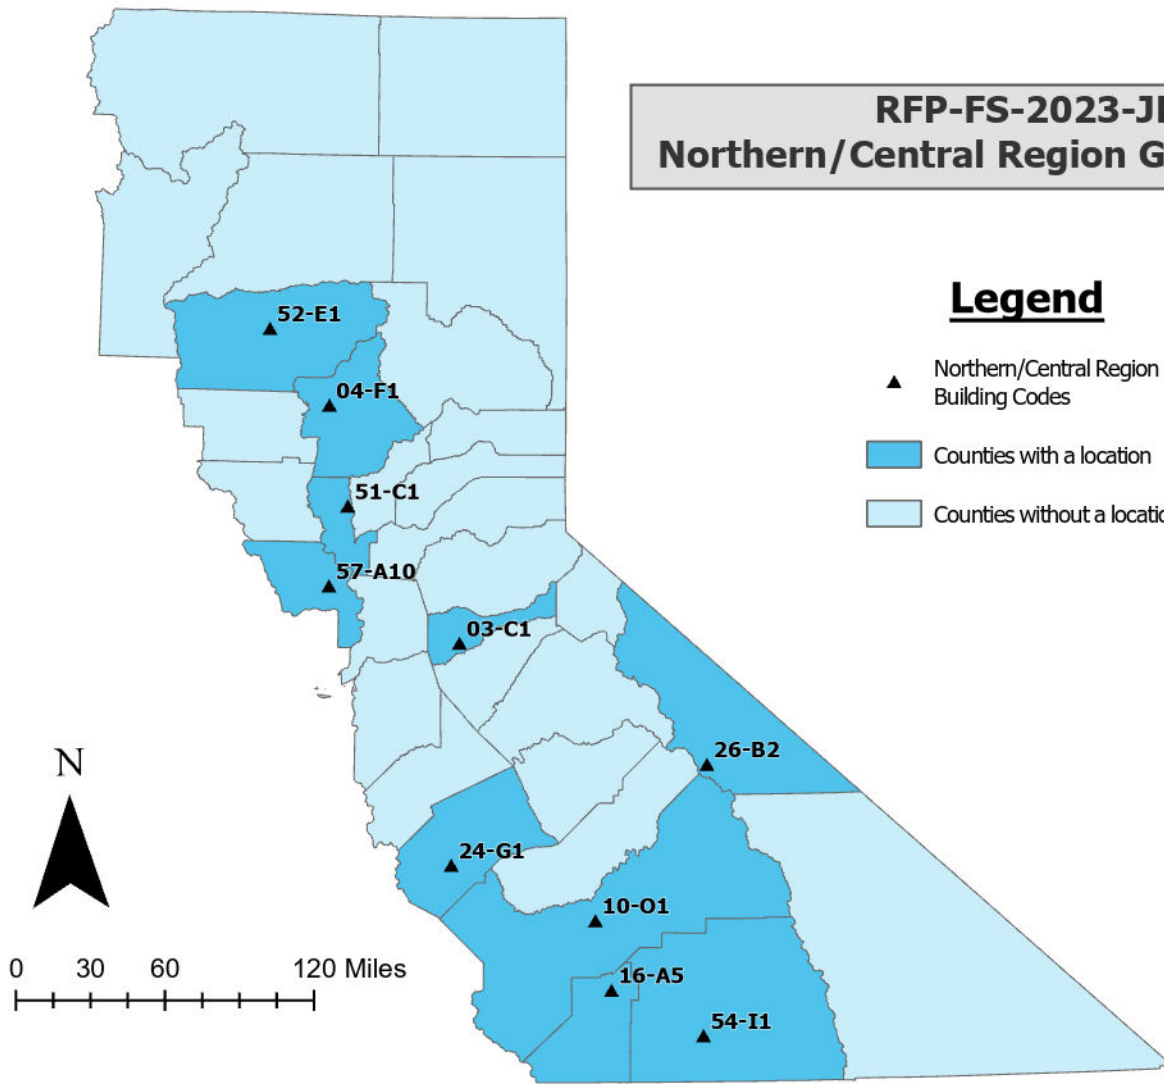 RFP-FS-2023-JI
Northern/Central Region G
Legend
Northern/Central Region
Building Codes
Counties with a location
Counties without a locatio
52-E1
04-F1
51-C1
57-A10
03-C1
26-B2
24-G1
10-O1
16-A5
54-I1
N
0 30 60 120 Miles